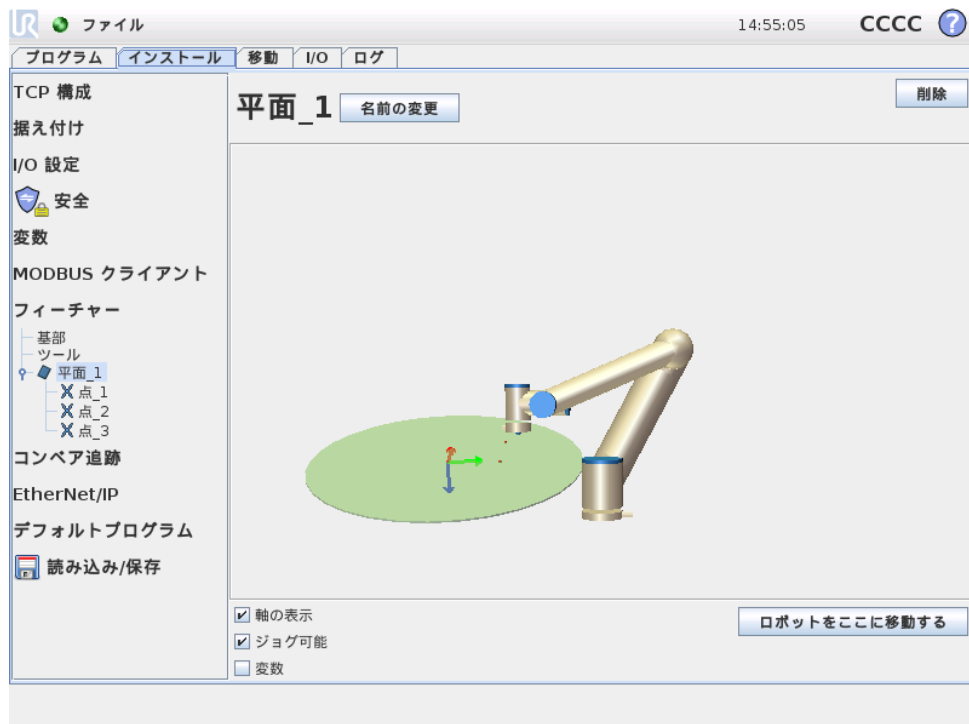 UR ファイル 14:55:05 CCCC ?
プログラム インストール 移動 I/O ログ
TCP 構成
平面_1 名前の変更 削除
据え付け
I/O 設定
安全
変数
MODBUS クライアント
フィーチャー
基部
ツール
平面_1
点_1
点_2
点_3
コンベア追跡
EtherNet/IP
デフォルトプログラム
読み込み/保存
軸の表示
ジョグ可能
変数
ロボットをここに移動する